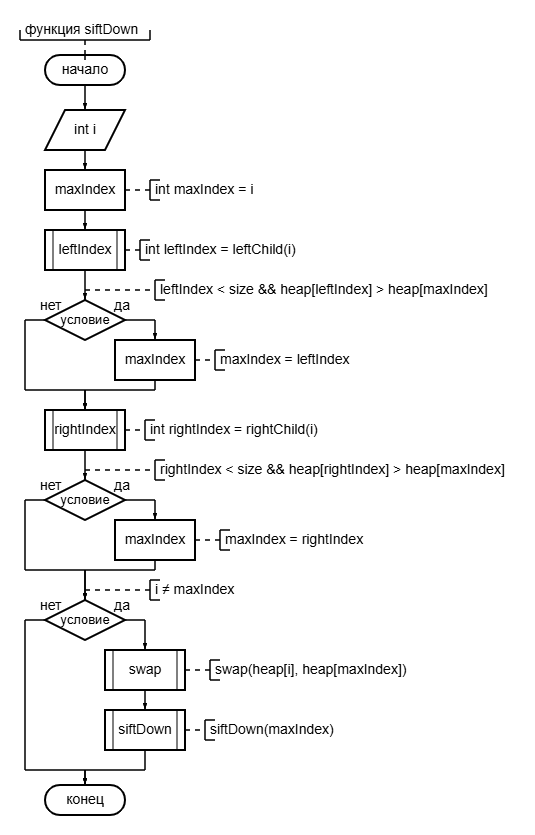 функция siftDown
начало
int i
maxIndex
int maxIndex = i
leftIndex
int leftIndex = leftChild(i)
leftIndex < size && heap[leftIndex] > heap[maxIndex]
нет
да
условие
maxIndex
maxIndex = leftIndex
rightIndex
int rightIndex = rightChild(i)
rightIndex < size && heap[rightIndex] > heap[maxIndex]
нет
да
условие
maxIndex
maxIndex = rightIndex
i ≠ maxIndex
нет
да
условие
swap
swap(heap[i], heap[maxIndex])
siftDown
siftDown(maxIndex)
конец